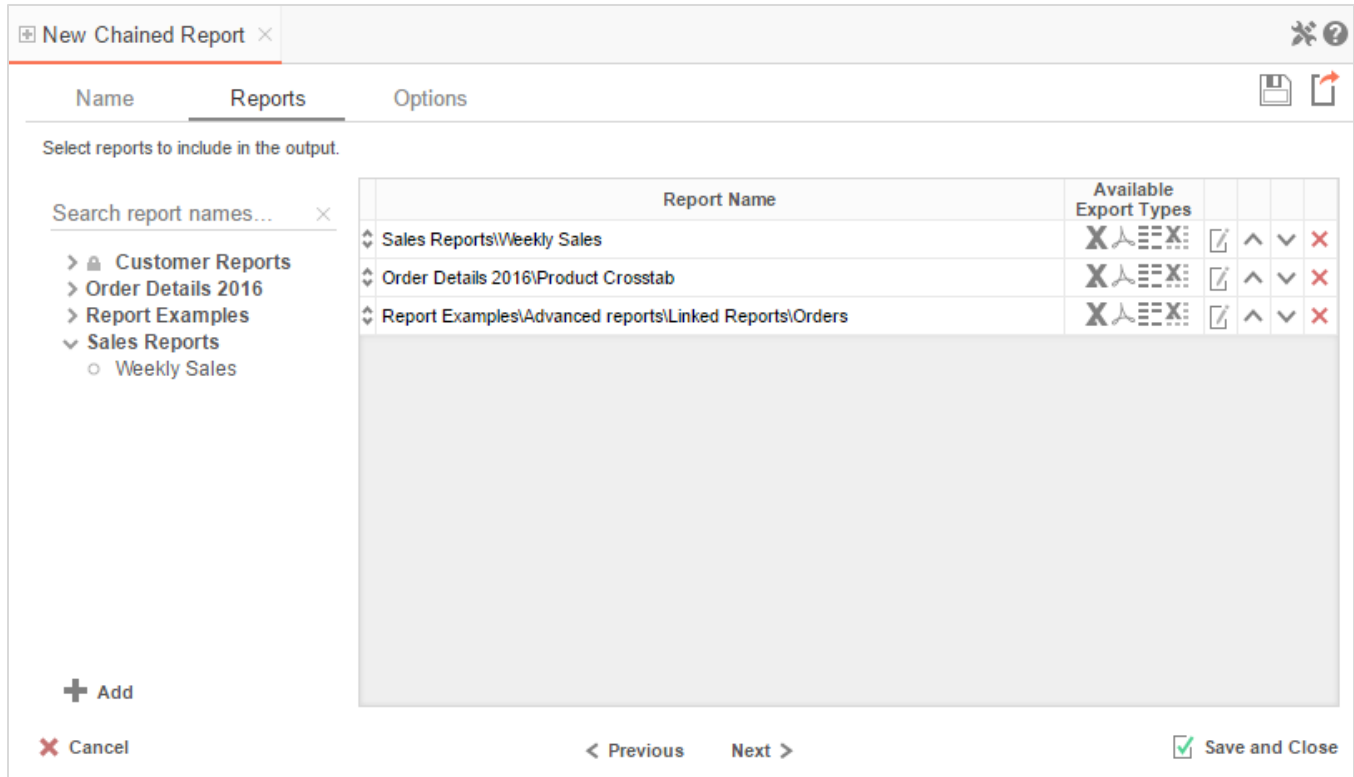 New Chained Report
Name Reports Options
Select reports to include in the output.
Search report names...
Report Name
Available
Export Types
Customer Reports
Order Details 2016
Report Examples
Sales Reports
Weekly Sales
Sales Reports\Weekly Sales
Order Details 2016\Product Crosstab
Report Examples\Advanced reports\Linked Reports\Orders
Add
Cancel
< Previous Next >
Save and Close